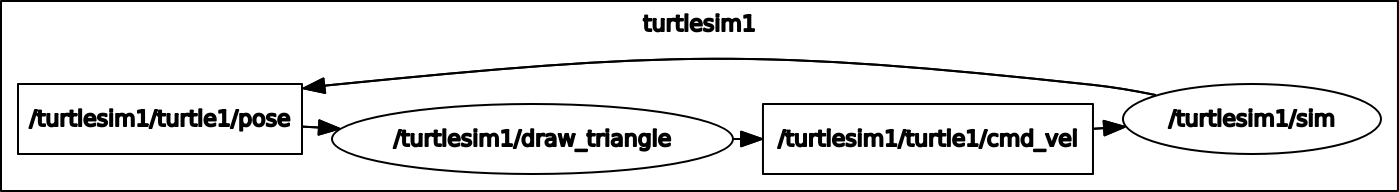 turtlesim1
/turtlesim1/turtle1/pose
/turtlesim1/draw_triangle
/turtlesim1/turtle1/cmd_vel
/turtlesim1/sim